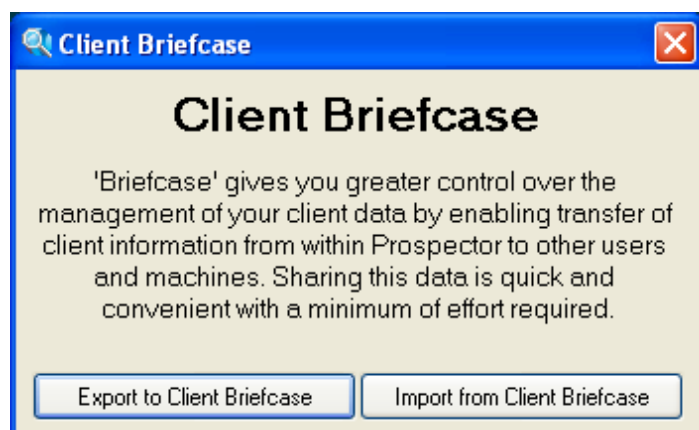 Client Briefcase
Client Briefcase
'Briefcase' gives you greater control over the
management of your client data by enabling transfer of
client information from within Prospector to other users
and machines. Sharing this data is quick and
convenient with a minimum of effort required.
Export to Client Briefcase
Import from Client Briefcase